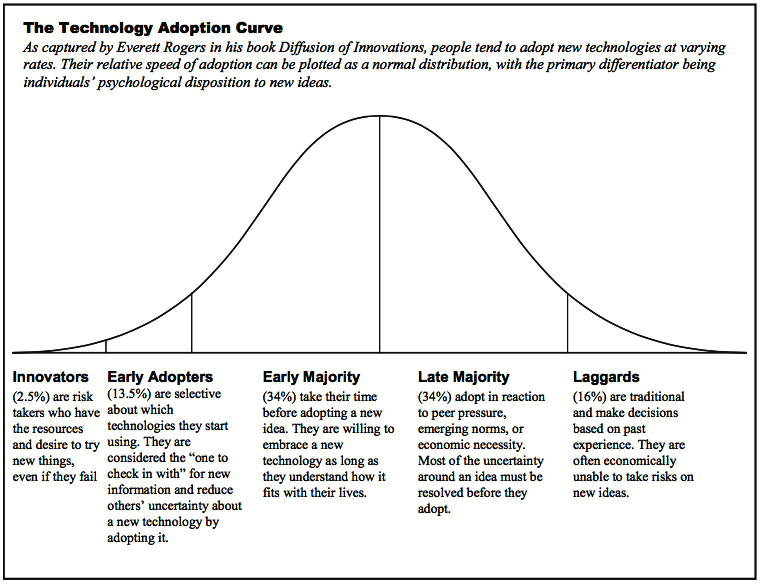 The Technology Adoption Curve
As captured by Everett Rogers in his book Diffusion of Innovations, people tend to adopt new technologies at varying
rates. Their relative speed of adoption can be plotted as a normal distribution, with the primary differentiator being
individuals' psychological disposition to new ideas.
Innovators
(2.5%) are risk
takers who have
the resources
and desire to try
new things,
even if they fail
Early Adopters
(13.5%) are selective
about which
technologies they start
using. They are
considered the “one to
check in with” for new
information and reduce
others’ uncertainty about
a new technology by
adopting it.
Early Majority
(34%) take their time
before adopting a new
idea. They are willing to
embrace a new
technology as long as
they understand how it
fits with their lives.
Late Majority
(34%) adopt in reaction
to peer pressure,
emerging norms, or
economic necessity.
Most of the uncertainty
around an idea must be
resolved before they
adopt.
Laggards
(16%) are traditional
and make decisions
based on past
experience. They are
often economically
unable to take risks on
new ideas.